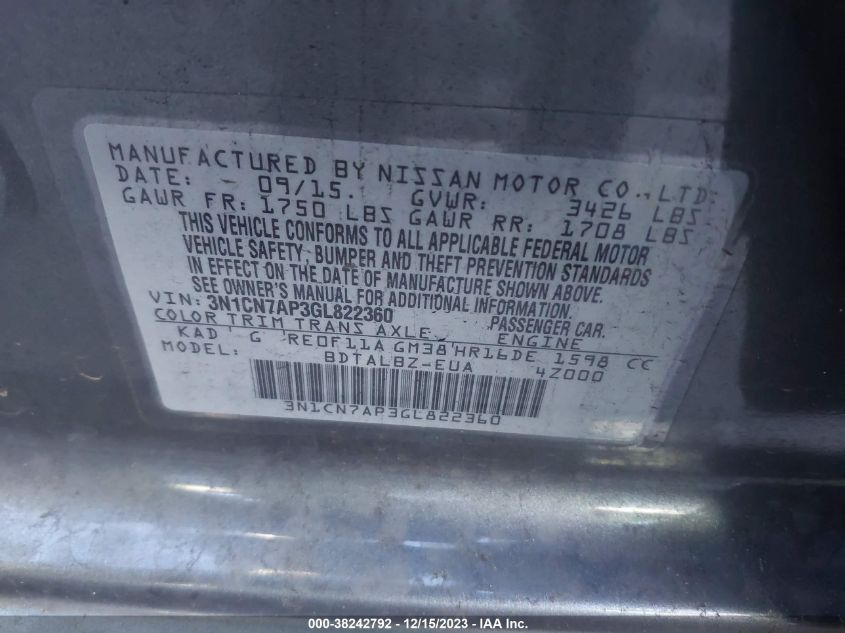 MANUFACTURED BY NISSAN MOTOR CO., LTD.
DATE: 09/15. GVWR: 3426 LBS
GAWR FR: 1750 LBS GAWR RR: 1708 LBS
THIS VEHICLE CONFORMS TO ALL APPLICABLE FEDERAL MOTOR
VEHICLE SAFETY, BUMPER AND THEFT PREVENTION STANDARDS
IN EFFECT ON THE DATE OF MANUFACTURE SHOWN ABOVE.
SEE OWNER'S MANUAL FOR ADDITIONAL INFORMATION.
VIN: 3N1CN7AP3GL822360 PASSENGER CAR.
COLOR TRIM TRANS AXLE ENGINE
KAD G RE0F11A GM38 HR16DE 1598 CC
MODEL: BDTALBZ-EUA 4Z000
3N1CN7AP3GL822360
000-38242792 - 12/15/2023 - IAA Inc.